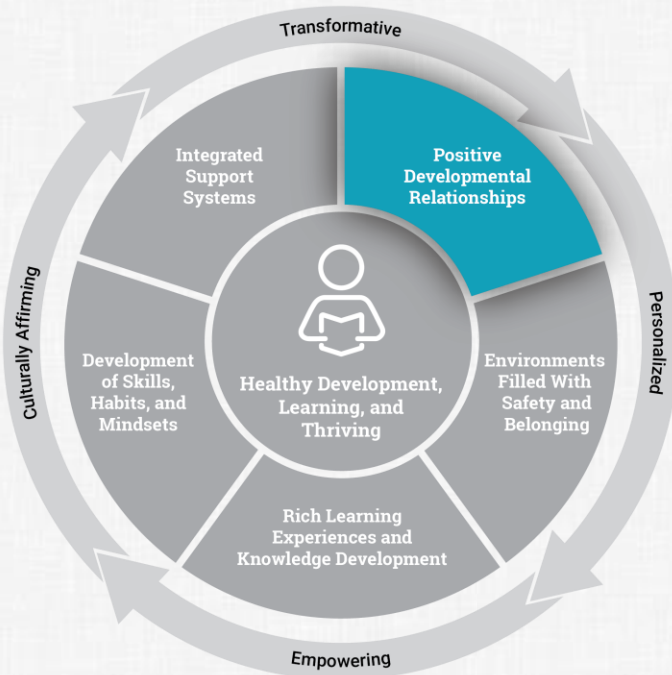 Transformative
Integrated
Support
Systems
Positive
Developmental
Relationships
Culturally Affirming
Personalized
Development
of Skills,
Habits, and
Mindsets
Healthy Development,
Learning, and
Thriving
Environments
Filled With
Safety and
Belonging
Rich Learning
Experiences and
Knowledge Development
Empowering